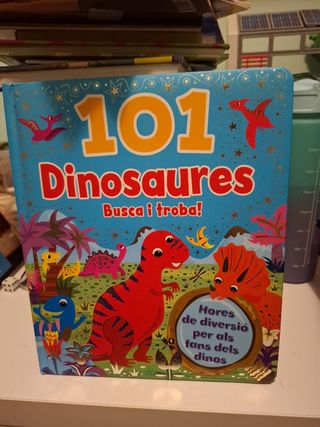 101
Dinosaures
Busca i troba!
Hores
de diversió
per als
fans dels
dinos